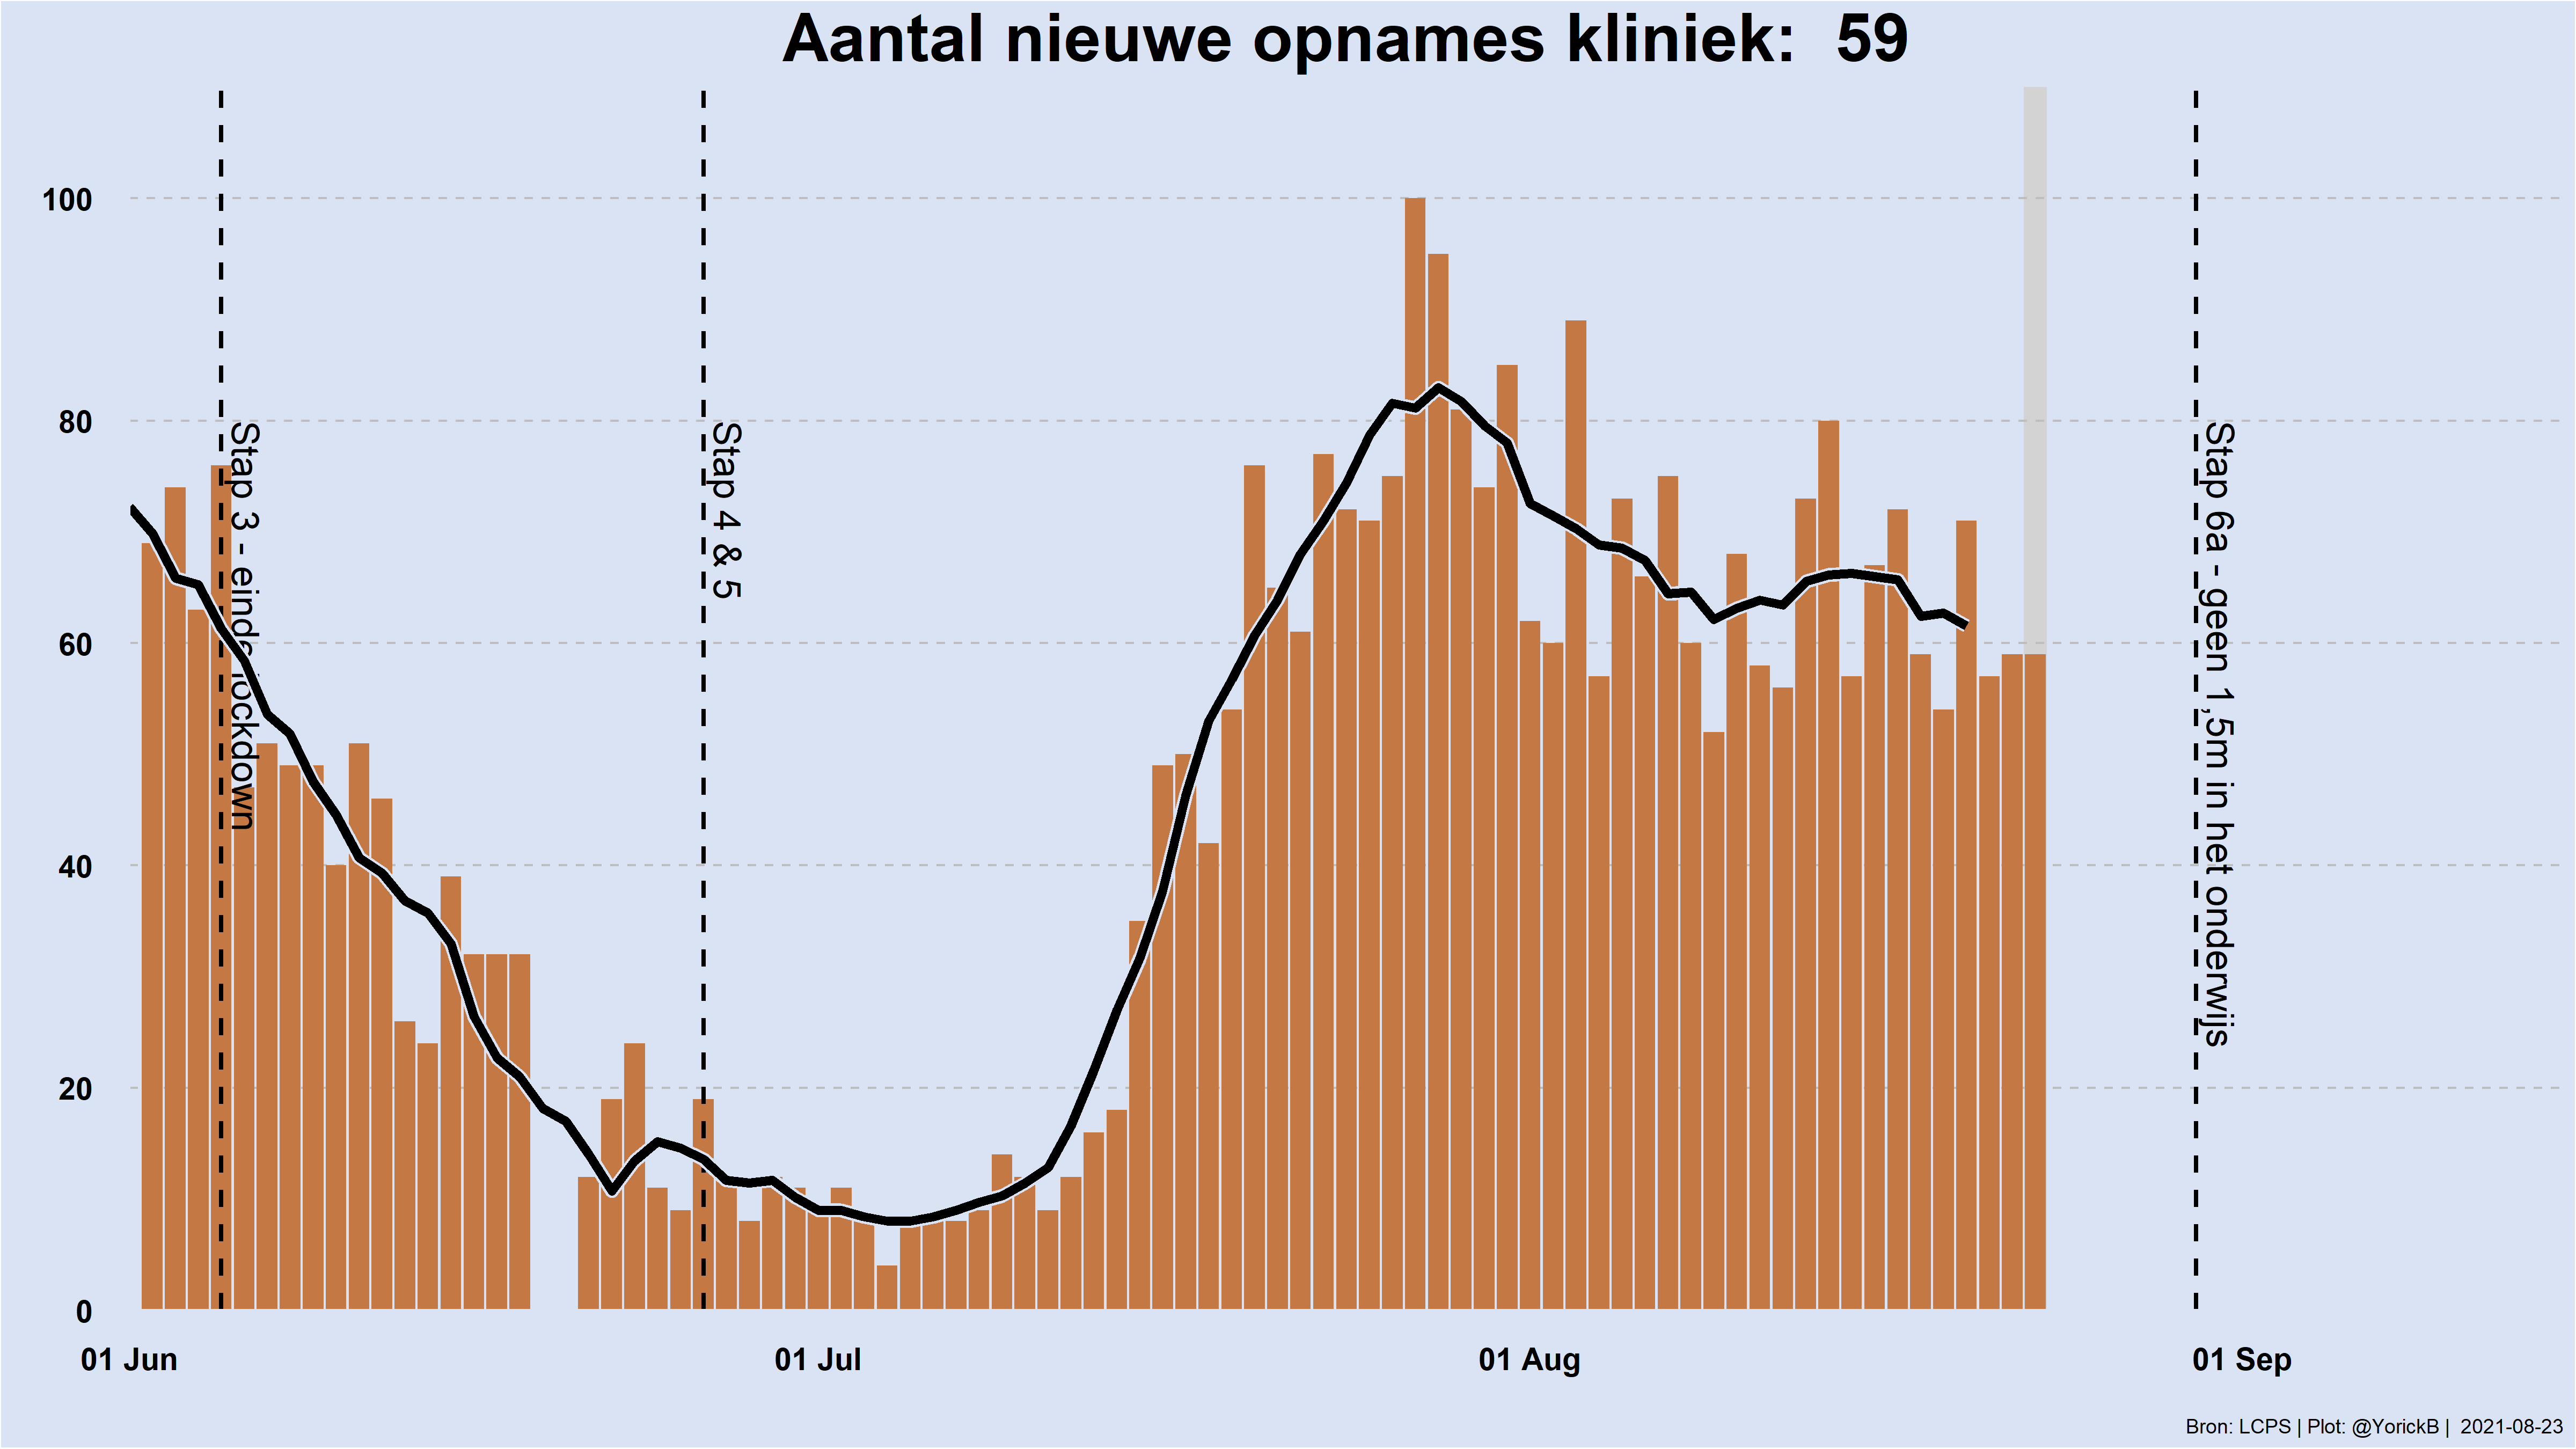 Aantal nieuwe opnames kliniek:  59
100
80
60
40
20
0
Stap 3 - einde lockdown
Stap 4 & 5
Stap 6a - geen 1,5m in het onderwijs
01 Jun
01 Jul
01 Aug
01 Sep
Bron: LCPS | Plot: @YorickB |  2021-08-23